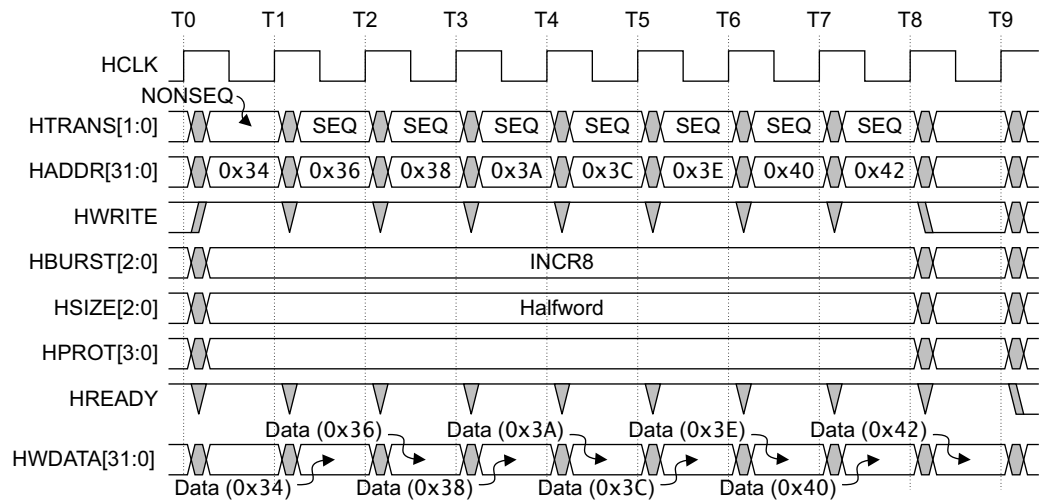 T0 T1 T2 T3 T4 T5 T6 T7 T8 T9
HCLK
NONSEQ
HTRANS[1:0] SEQ SEQ SEQ SEQ SEQ SEQ SEQ
HADDR[31:0] 0x34 0x36 0x38 0x3A 0x3C 0x3E 0x40 0x42
HWRITE
HBURST[2:0] INCR8
HSIZE[2:0] Halfword
HPROT[3:0]
HREADY
Data (0x36) Data (0x3A) Data (0x3E) Data (0x42)
HWDATA[31:0]
Data (0x34) Data (0x38) Data (0x3C) Data (0x40)